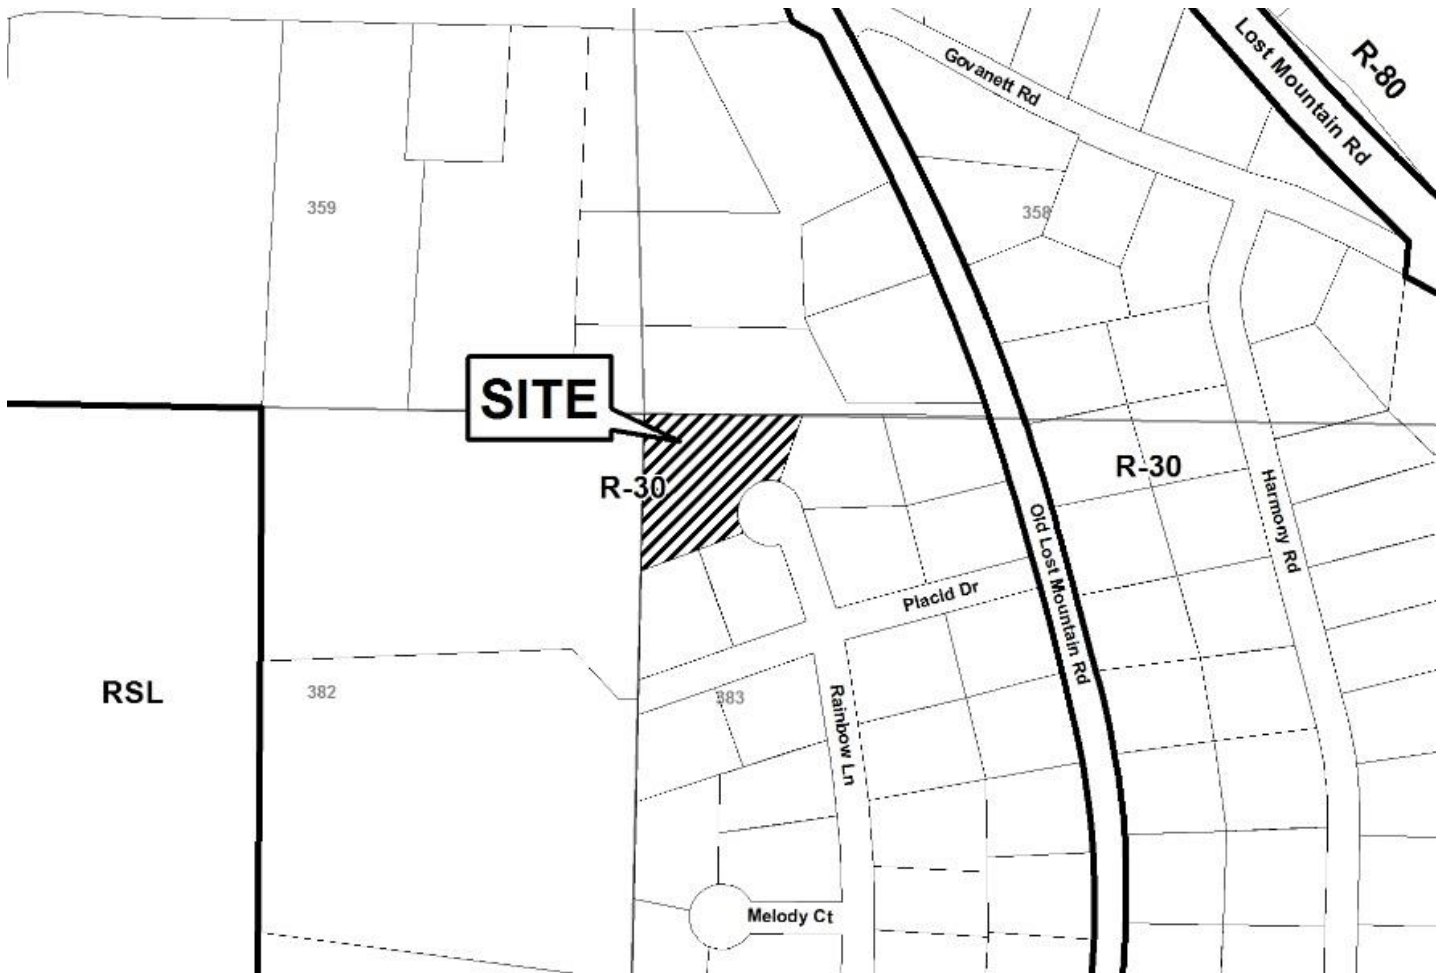 Lost Mountain Rd
R-80
Govanett Rd
359
358
SITE
R-30
R-30
Harmony Rd
Old Lost Mountain Rd
Placid Dr
RSL
382
383
Rainbow Ln
Melody Ct